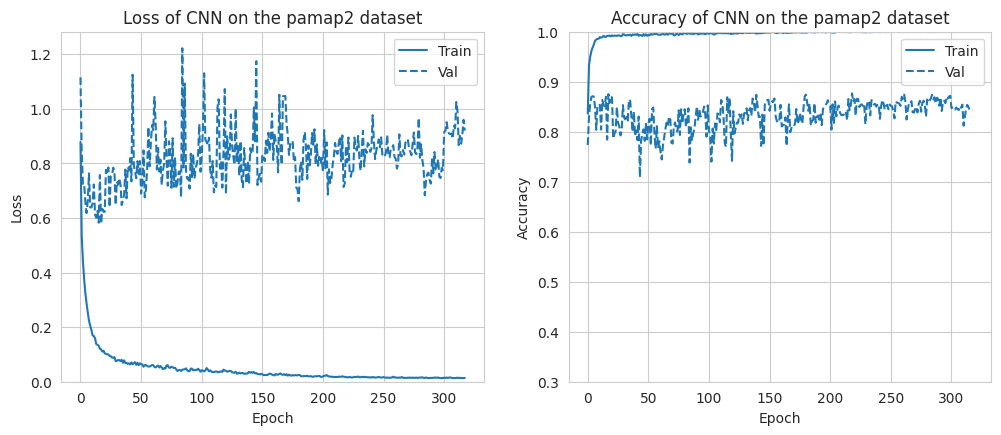 Loss of CNN on the pamap2 dataset
Train
Val
1.2
1.0
0.8
0.6
0.4
0.2
0.0
Loss
0
50
100
150
200
250
300
Epoch
Accuracy of CNN on the pamap2 dataset
Train
Val
1.0
0.9
0.8
0.7
0.6
0.5
0.4
0.3
Accuracy
0
50
100
150
200
250
300
Epoch